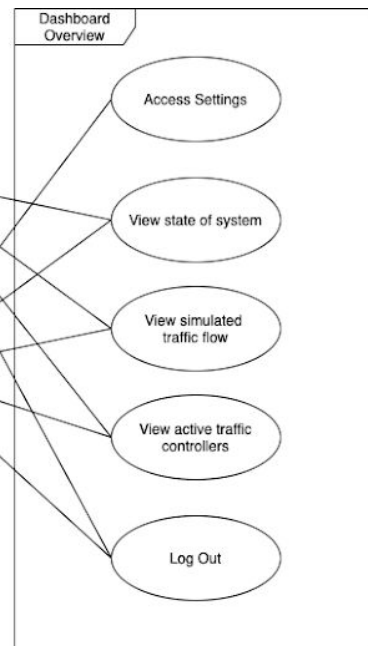 Dashboard
Overview
Access Settings
View state of system
View simulated
traffic flow
View active traffic
controllers
Log Out